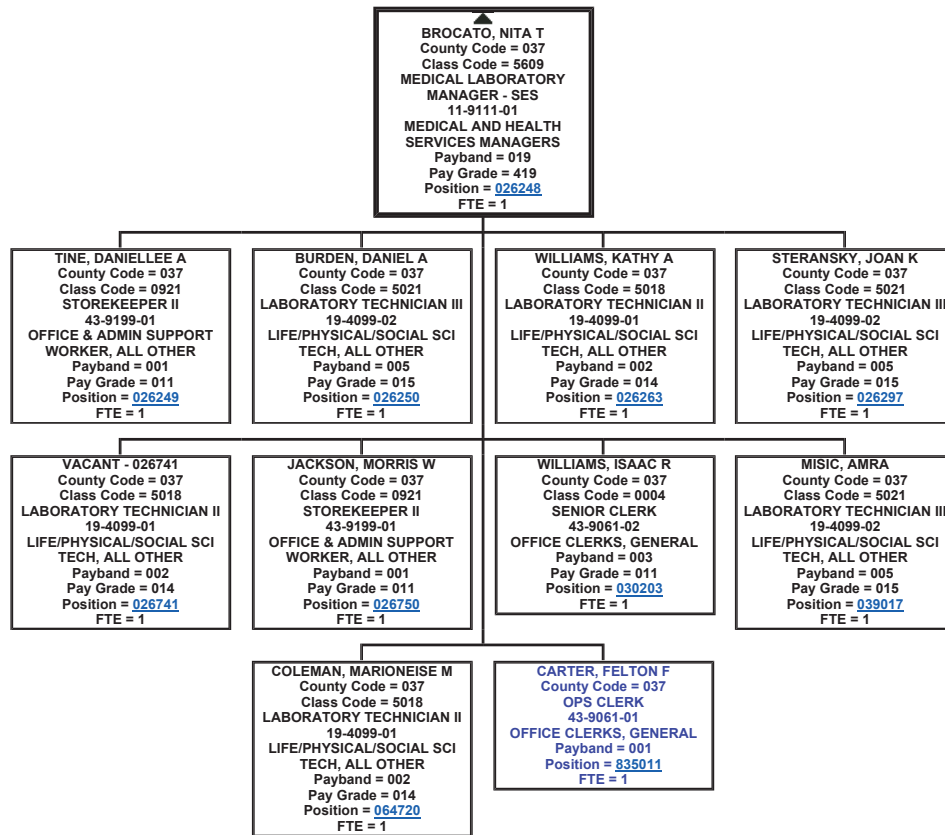 BROCATO, NITA T
County Code = 037
Class Code = 5609
MEDICAL LABORATORY
MANAGER - SES
11-9111-01
MEDICAL AND HEALTH
SERVICES MANAGERS
Payband = 019
Pay Grade = 419
Position = 026248
FTE = 1
TINE, DANIELLEE A
County Code = 037
Class Code = 0921
STOREKEEPER II
43-9199-01
OFFICE & ADMIN SUPPORT
WORKER, ALL OTHER
Payband = 001
Pay Grade = 011
Position = 026249
FTE = 1
BURDEN, DANIEL A
County Code = 037
Class Code = 5021
LABORATORY TECHNICIAN III
19-4099-02
LIFE/PHYSICAL/SOCIAL SCI
TECH, ALL OTHER
Payband = 005
Pay Grade = 015
Position = 026250
FTE = 1
WILLIAMS, KATHY A
County Code = 037
Class Code = 5018
LABORATORY TECHNICIAN II
19-4099-01
LIFE/PHYSICAL/SOCIAL SCI
TECH, ALL OTHER
Payband = 002
Pay Grade = 014
Position = 026263
FTE = 1
STERANSKY, JOAN K
County Code = 037
Class Code = 5021
LABORATORY TECHNICIAN III
19-4099-02
LIFE/PHYSICAL/SOCIAL SCI
TECH, ALL OTHER
Payband = 005
Pay Grade = 015
Position = 026297
FTE = 1
VACANT - 026741
County Code = 037
Class Code = 5018
LABORATORY TECHNICIAN II
19-4099-01
LIFE/PHYSICAL/SOCIAL SCI
TECH, ALL OTHER
Payband = 002
Pay Grade = 014
Position = 026741
FTE = 1
JACKSON, MORRIS W
County Code = 037
Class Code = 0921
STOREKEEPER II
43-9199-01
OFFICE & ADMIN SUPPORT
WORKER, ALL OTHER
Payband = 001
Pay Grade = 011
Position = 026750
FTE = 1
WILLIAMS, ISAAC R
County Code = 037
Class Code = 0004
SENIOR CLERK
43-9061-02
OFFICE CLERKS, GENERAL
Payband = 003
Pay Grade = 011
Position = 030203
FTE = 1
MISIC, AMRA
County Code = 037
Class Code = 5021
LABORATORY TECHNICIAN III
19-4099-02
LIFE/PHYSICAL/SOCIAL SCI
TECH, ALL OTHER
Payband = 005
Pay Grade = 015
Position = 039017
FTE = 1
COLEMAN, MARIONEISE M
County Code = 037
Class Code = 5018
LABORATORY TECHNICIAN II
19-4099-01
LIFE/PHYSICAL/SOCIAL SCI
TECH, ALL OTHER
Payband = 002
Pay Grade = 014
Position = 064720
FTE = 1
CARTER, FELTON F
County Code = 037
OPS CLERK
43-9061-01
OFFICE CLERKS, GENERAL
Payband = 001
Position = 835011
FTE = 1